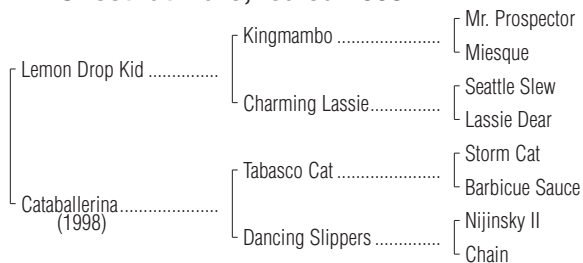 Mr. Prospector
Kingmambo ..................
Miesque
Lemon Drop Kid ..............
Seattle Slew
Charming Lassie..............
Lassie Dear
Storm Cat
Tabasco Cat ..................
Barbicue Sauce
Cataballerina....................
(1998)
Nijinsky II
Dancing Slippers .............
Chain